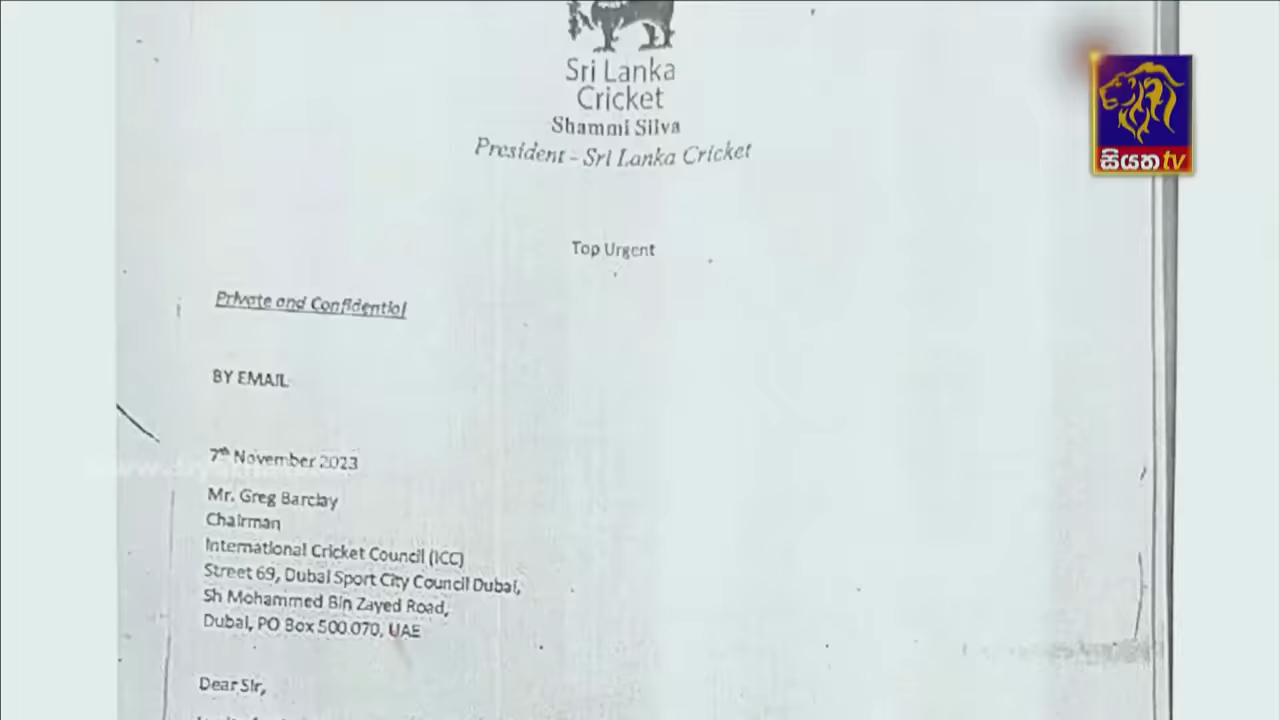 Sri Lanka
Cricket
Shammi Silva
President - Sri Lanka Cricket
සියත tv
Top Urgent
Private and Confidential
BY EMAIL
7th November 2023
Mr. Greg Barclay
Chairman
International Cricket Council (ICC)
Street 69, Dubai Sport City Council Dubai,
Sh Mohammed Bin Zayed Road,
Dubai, PO Box 500.070, UAE
Dear Sir,